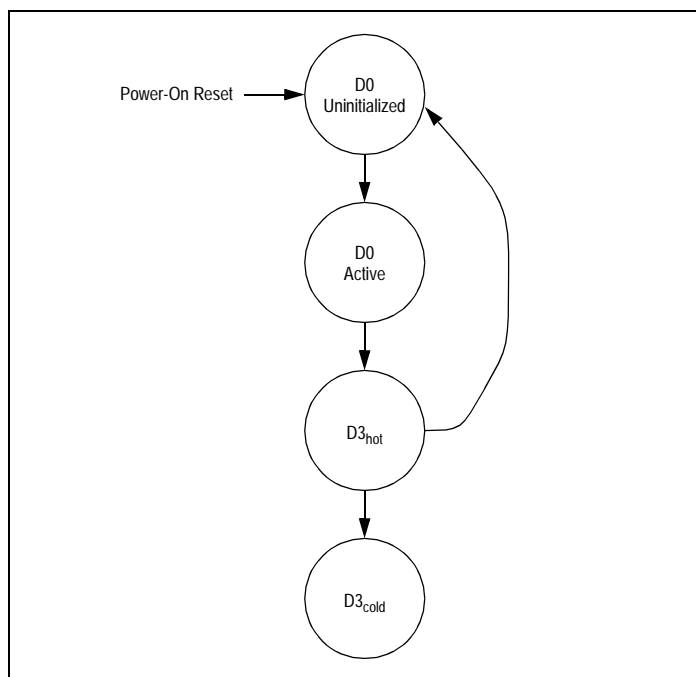 D0
Uninitialized
Power-On Reset
D0
Active
D3hot
D3cold